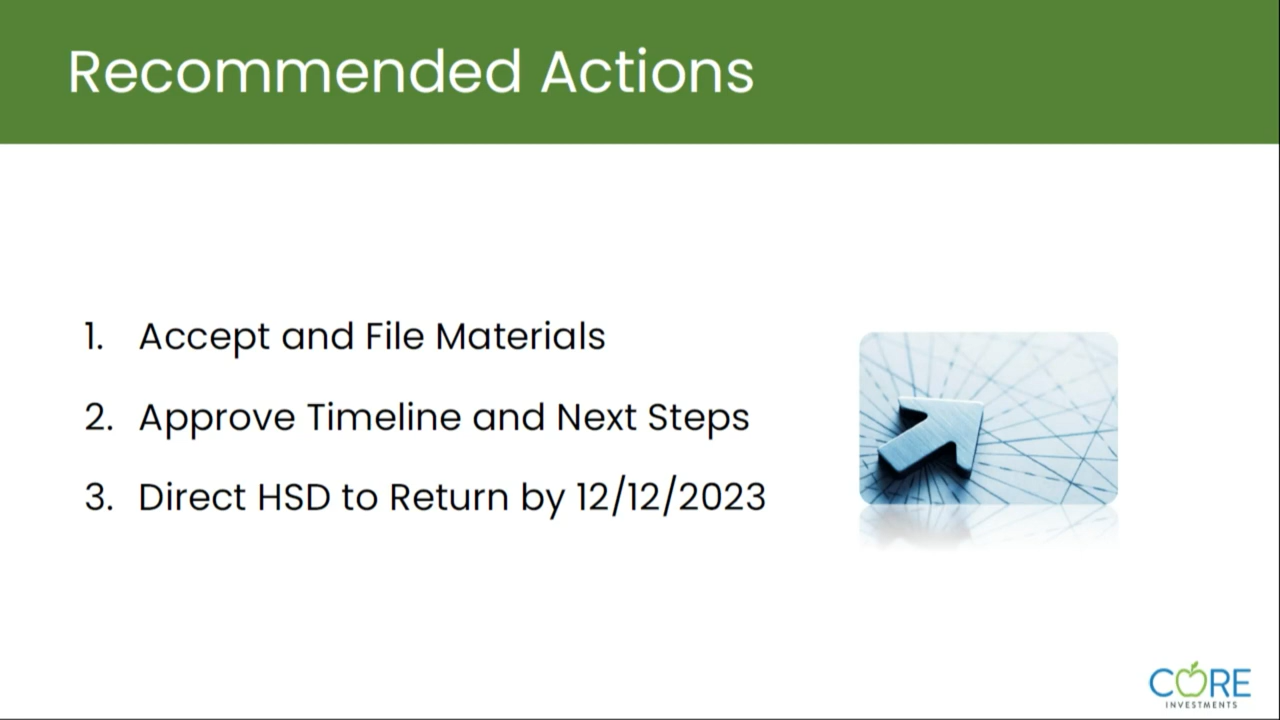 Recommended Actions
1. Accept and File Materials
2. Approve Timeline and Next Steps
3. Direct HSD to Return by 12/12/2023
CORE
INVESTMENTS